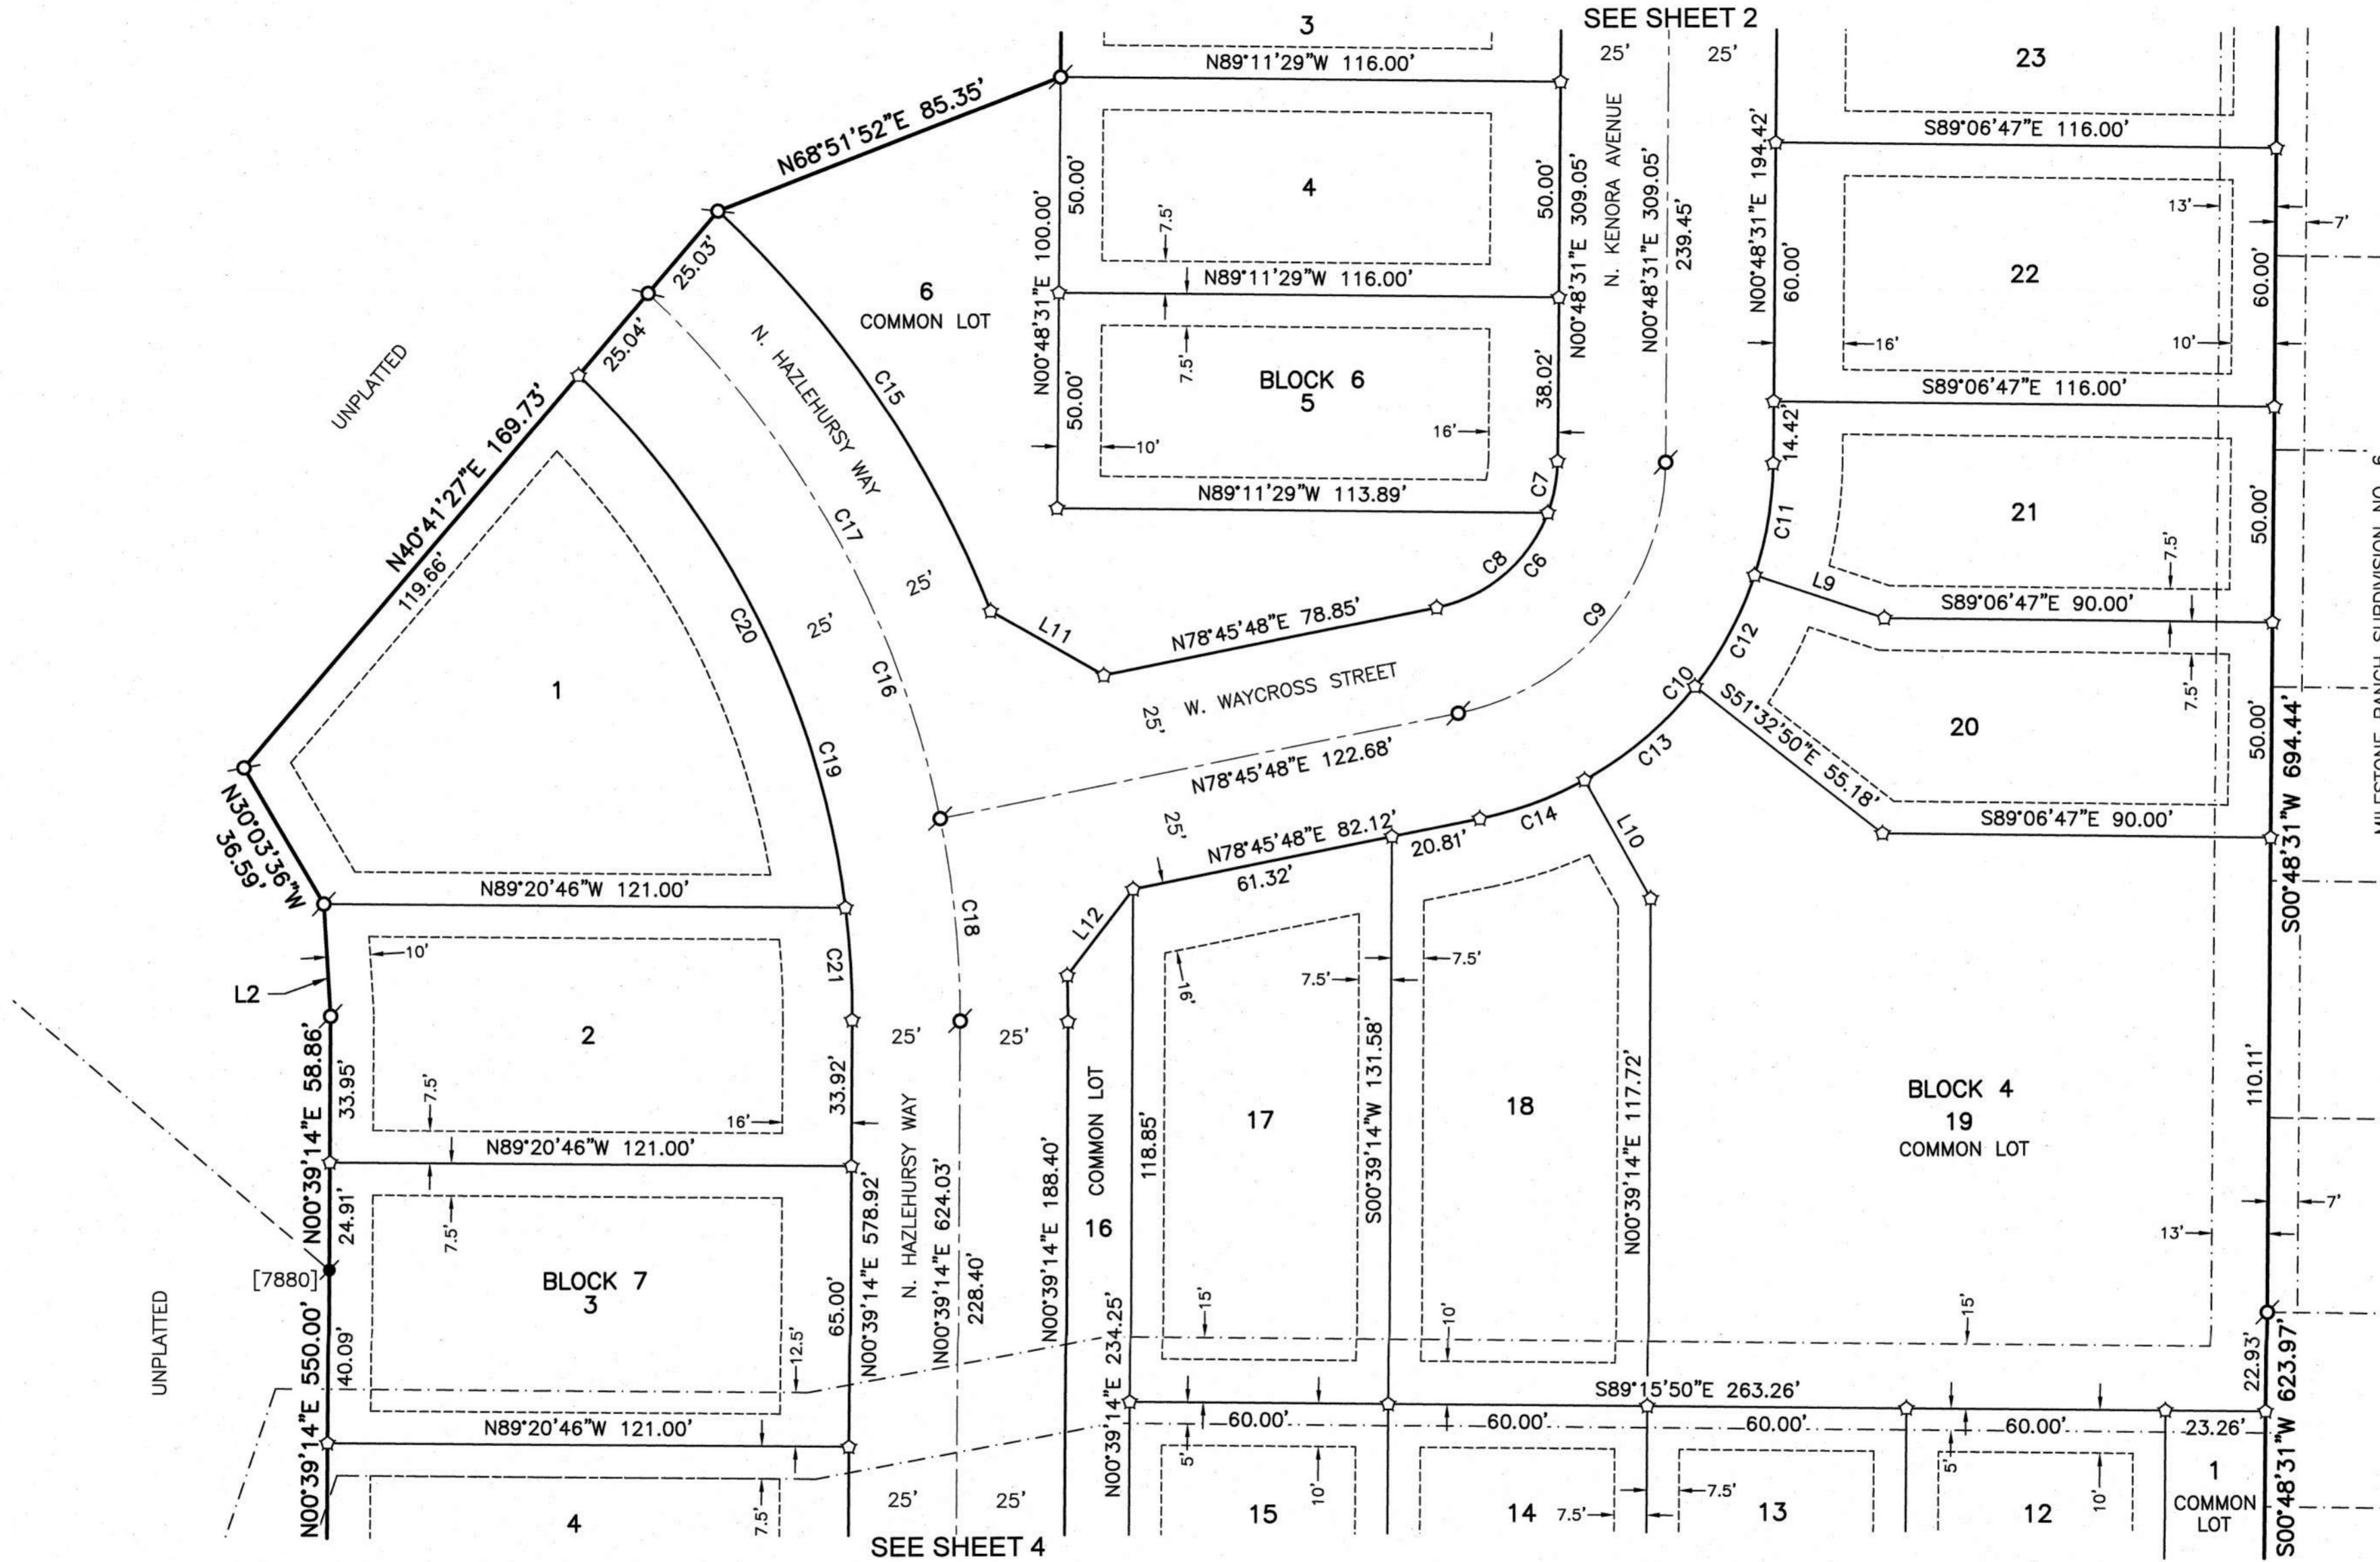 SEE SHEET 2
3
N89°11'29"W 116.00'
25'
25'
23
S89°06'47"E 116.00'
N68°51'52"E 85.35'
25.03'
25.04'
6
COMMON LOT
N00°48'31"E 100.00'
50.00'
50.00'
4
7.5'
50.00'
N89°11'29"W 116.00'
7.5'
BLOCK 6
5
16'
10'
N89°11'29"W 113.89'
38.02'
N00°48'31"E 309.05'
N. KENORA AVENUE
N00°48'31"E 309.05'
239.45'
N00°48'31"E 194.42'
60.00'
22
13'
7'
60.00'
16'
10'
S89°06'47"E 116.00'
14.42'
UNPLATTED
N40°41'27"E 169.73'
119.66'
N. HAZLEHURSY WAY
C15
C17
25'
25'
C16
C20
C19
C7
C8
C6
C9
C11
L9
21
7.5'
50.00'
S89°06'47"E 90.00'
C12
C10
7.5'
S51°32'50"E 55.18'
20
50.00'
S00°48'31"W 694.44'
S89°06'47"E 90.00'
L11
N78°45'48"E 78.85'
W. WAYCROSS STREET
25'
N78°45'48"E 122.68'
25'
C13
C14
L10
1
N30°03'36"W
36.59'
N89°20'46"W 121.00'
N78°45'48"E 82.12'
61.32'
20.81'
L12
C18
C21
10'
L2
2
7.5'
16'
33.92'
25'
25'
N00°39'14"E 58.86'
33.95'
N89°20'46"W 121.00'
24.91'
7.5'
[7880]
BLOCK 7
3
UNPLATTED
N00°39'14"E 550.00'
40.09'
65.00'
12.5'
N00°39'14"E 578.92'
N. HAZLEHURSY WAY
N00°39'14"E 624.03'
228.40'
N89°20'46"W 121.00'
4
7.5'
25'
25'
SEE SHEET 4
N00°39'14"E 188.40'
COMMON LOT
16
118.85'
N00°39'14"E 234.25'
16'
7.5'
7.5'
17
S00°39'14"W 131.58'
18
N00°39'14"E 117.72'
15'
10'
BLOCK 4
19
COMMON LOT
110.11'
7'
13'
15'
22.93'
S89°15'50"E 263.26'
60.00'
60.00'
60.00'
60.00'
23.26'
5'
10'
5'
10'
15
14
7.5'
7.5'
13
12
1
COMMON
LOT
S00°48'31"W 623.97'